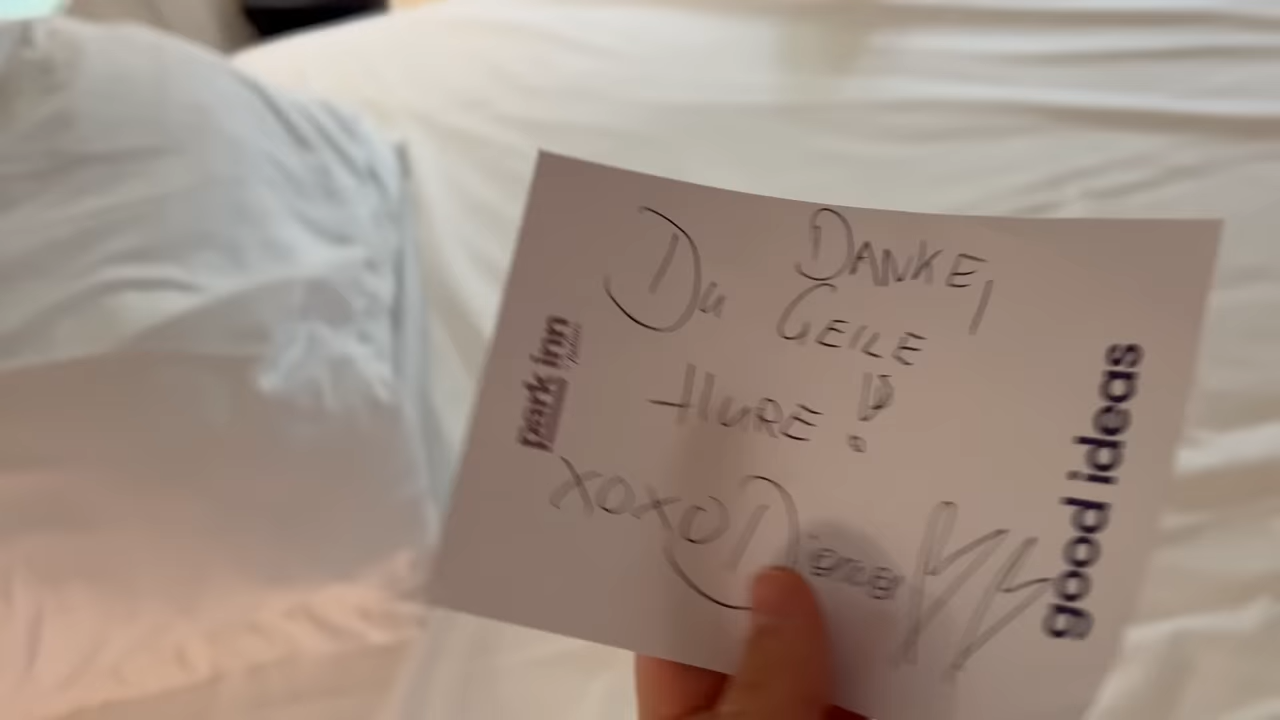 DANKE,
Du GEILE
HURE!
XOXO
park inn
good ideas